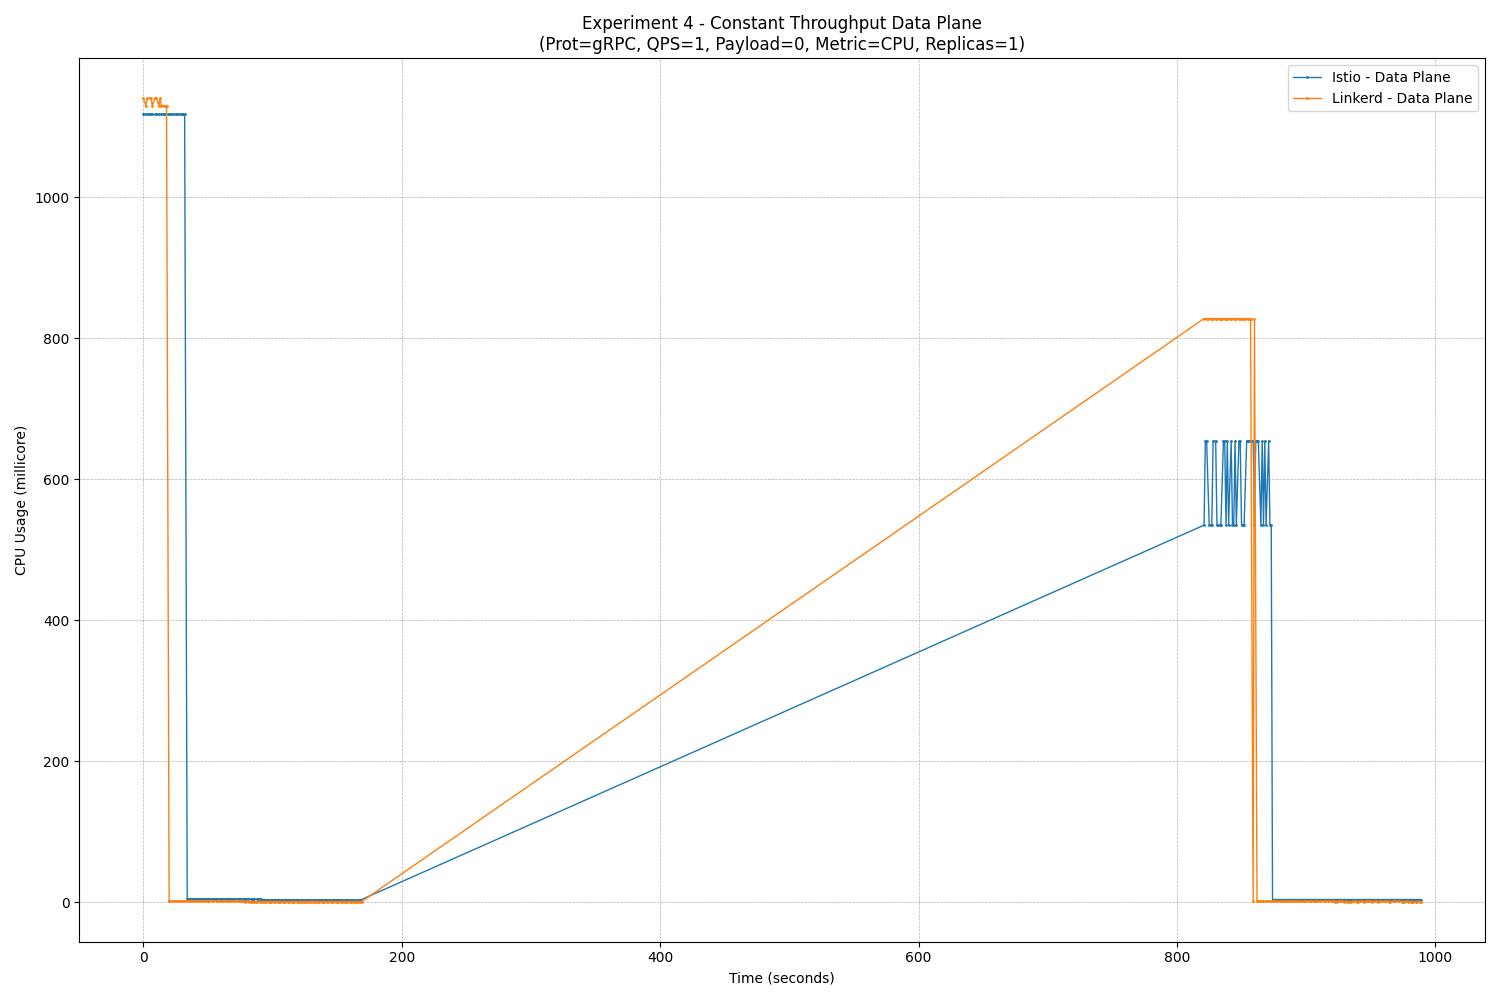 Experiment 4 - Constant Throughput Data Plane
(Prot=gRPC, QPS=1, Payload=0, Metric=CPU, Replicas=1)
Istio - Data Plane
Linkerd - Data Plane
CPU Usage (millicore)
1000
800
600
400
200
0
0
200
400
600
800
1000
Time (seconds)